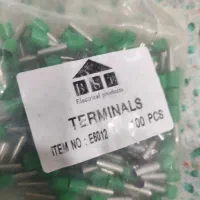 Electrical products
TERMINALS
ITEM NO : E6012 100 PCS